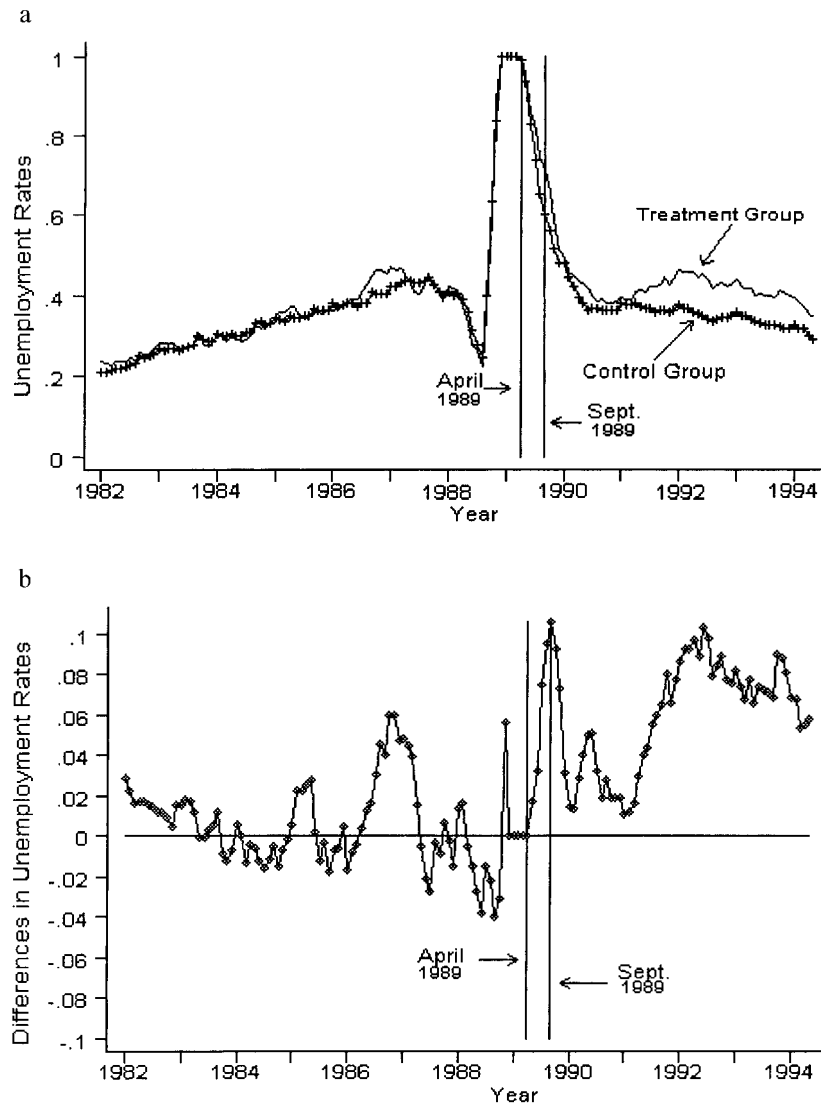 a
1
.8
.6
.4
.2
0
Unemployment Rates
Treatment Group
Control Group
April
1989
Sept.
1989
1982 1984 1986 1988 1990 1992 1994
Year
b
.1
.08
.06
.04
.02
0
-.02
-.04
-.06
-.08
-.1
Differences in Unemployment Rates
April
1989
Sept.
1989
1982 1984 1986 1988 1990 1992 1994
Year